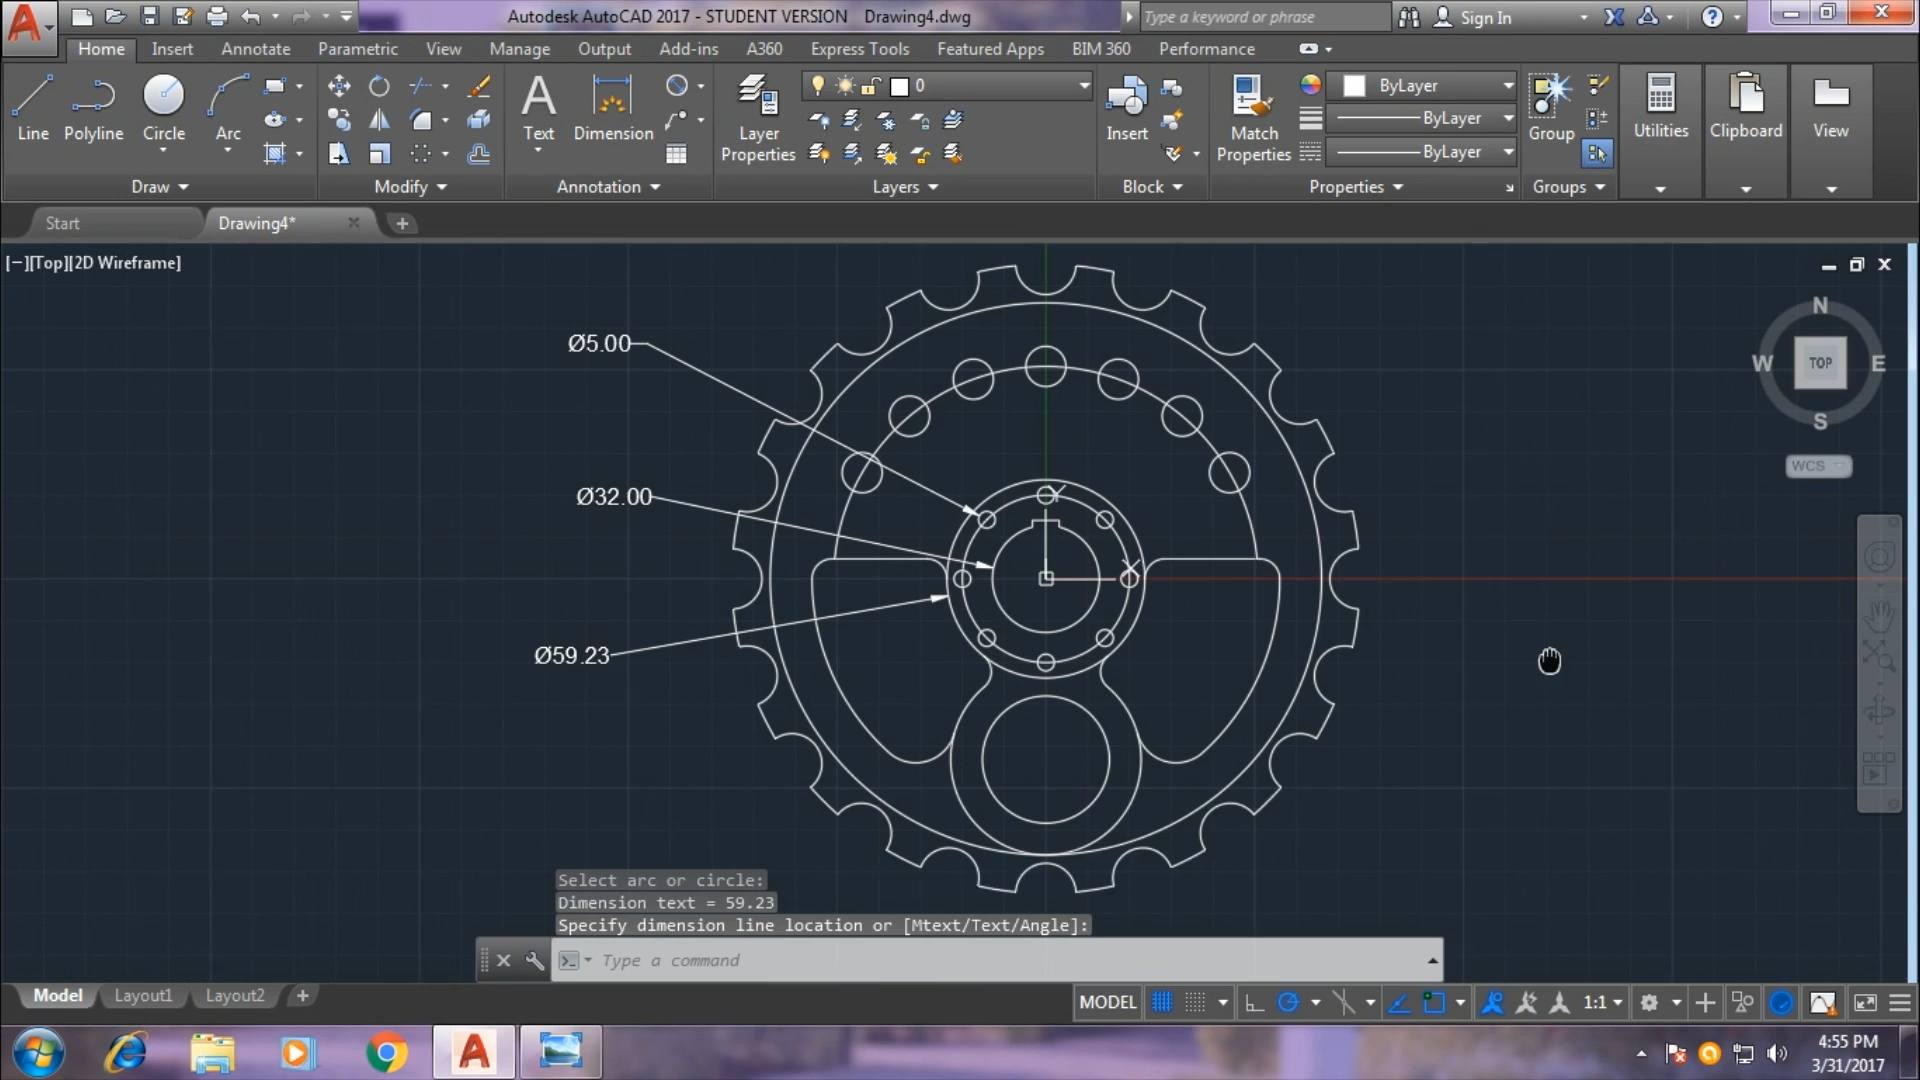 Autodesk AutoCAD 2017 - STUDENT VERSION Drawing4.dwg
Type a keyword or phrase
Sign In
Home Insert Annotate Parametric View Manage Output Add-ins A360 Express Tools Featured Apps BIM 360 Performance
Line Polyline Circle Arc
Text Dimension
Layer Properties
0
Insert
Match Properties
ByLayer
ByLayer
ByLayer
Group
Utilities
Clipboard
View
Draw Modify Annotation Layers Block Properties Groups
Start Drawing4*
[−][Top][2D Wireframe]
N
W TOP E
S
WCS
Ø5.00
Ø32.00
Ø59.23
Y
X
Select arc or circle:
Dimension text = 59.23
Specify dimension line location or [Mtext/Text/Angle]:
Type a command
Model Layout1 Layout2
MODEL 1:1
4:55 PM
3/31/2017